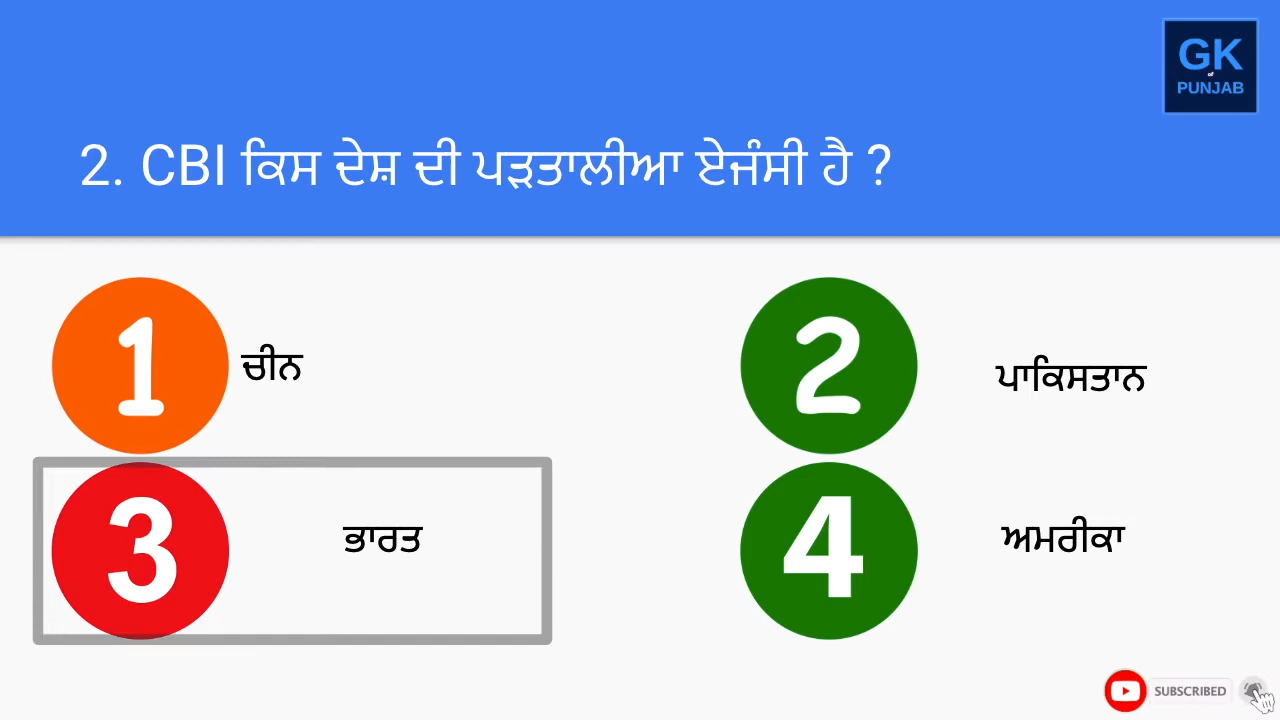 GK
of
PUNJAB
2. CBI ਕਿਸ ਦੇਸ਼ ਦੀ ਪੜਤਾਲੀਆ ਏਜੰਸੀ ਹੈ ?
1 ਚੀਨ
2 ਪਾਕਿਸਤਾਨ
3 ਭਾਰਤ
4 ਅਮਰੀਕਾ
SUBSCRIBED